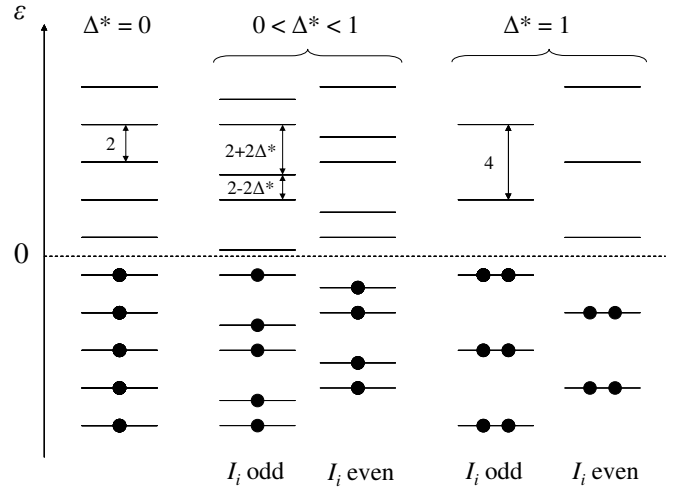 ε
Δ* = 0
0 < Δ* < 1
Δ* = 1
2
2+2Δ*
2-2Δ*
4
0
I_i odd
I_i even
I_i odd
I_i even